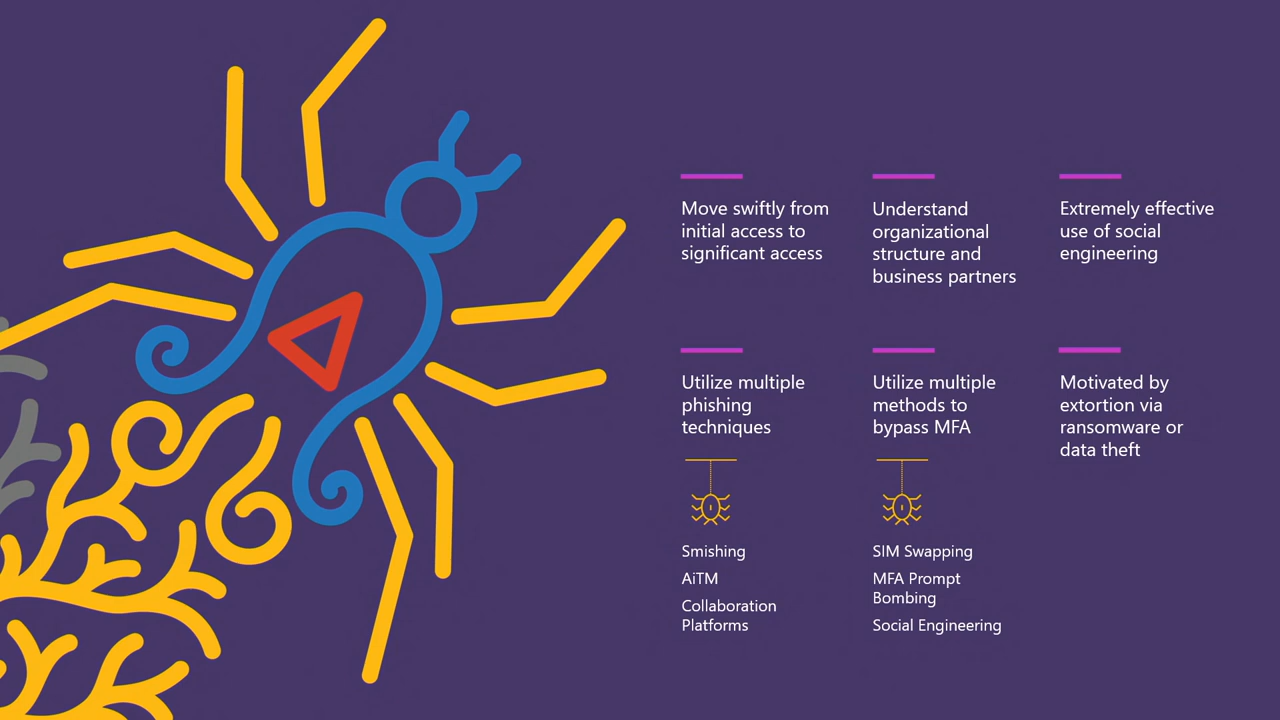 Move swiftly from
initial access to
significant access
Understand
organizational
structure and
business partners
Extremely effective
use of social
engineering
Utilize multiple
phishing
techniques
Smishing
AiTM
Collaboration
Platforms
Utilize multiple
methods to
bypass MFA
SIM Swapping
MFA Prompt
Bombing
Social Engineering
Motivated by
extortion via
ransomware or
data theft